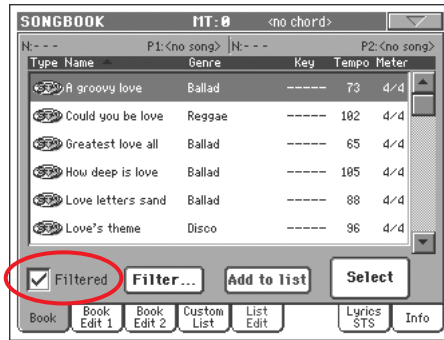 SONGBOOK MT:0 <no chord>
N:--- P1:<no song> N:--- P2:<no song>
Type Name Genre Key Tempo Meter
A groovy love Ballad ----- 73 4/4
Could you be love Reggae ----- 102 4/4
Greatest love all Ballad ----- 65 4/4
How deep is love Ballad ----- 105 4/4
Love letters sand Ballad ----- 88 4/4
Love's theme Disco ----- 96 4/4
Filtered Filter... Add to list Select
Book Book Edit 1 Book Edit 2 Custom List List Edit Lyrics STS Info